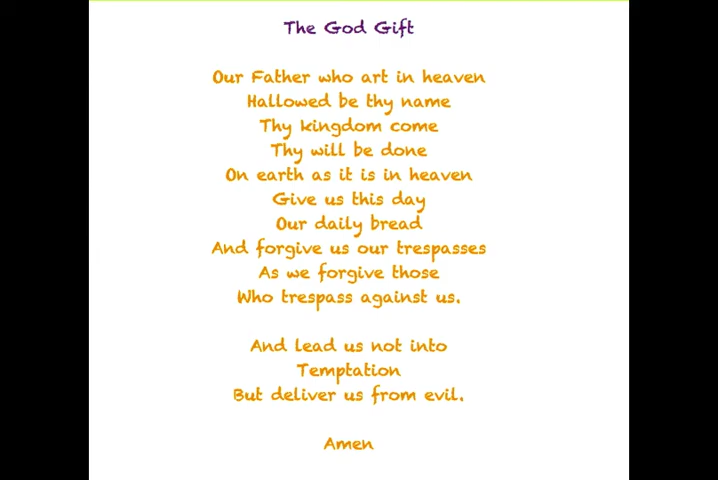 The God Gift
Our Father who art in heaven
Hallowed be thy name
Thy kingdom come
Thy will be done
On earth as it is in heaven
Give us this day
Our daily bread
And forgive us our trespasses
As we forgive those
Who trespass against us.
And lead us not into
Temptation
But deliver us from evil.
Amen